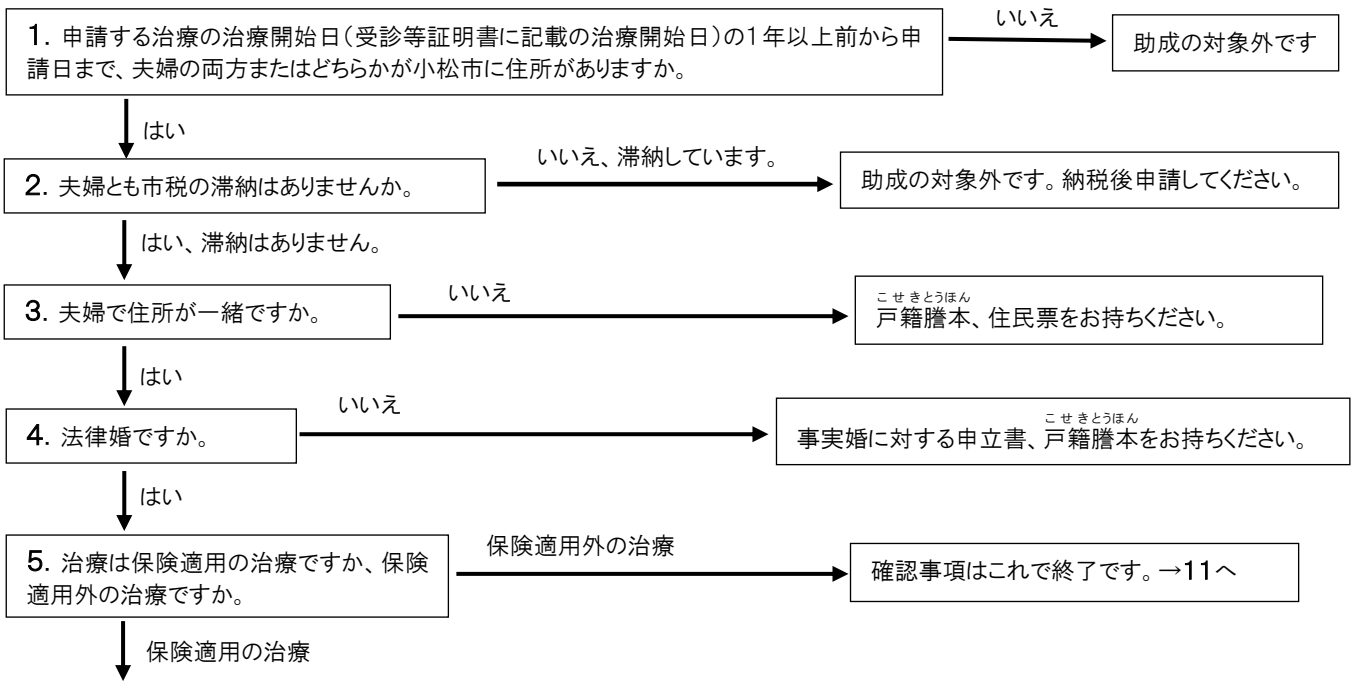 いいえ
1. 申請する治療の治療開始日(受診等証明書に記載の治療開始日)の1年以上前から申
請日まで、夫婦の両方またはどちらかが小松市に住所がありますか。
助成の対象外です
はい
いいえ、滞納しています。
2. 夫婦とも市税の滞納はありませんか。
助成の対象外です。納税後申請してください。
はい、滞納はありません。
いいえ
3. 夫婦で住所が一緒ですか。
こせきとうほん
戸籍謄本、住民票をお持ちください。
はい
いいえ
4. 法律婚ですか。
こせきとうほん
事実婚に対する申立書、戸籍謄本をお持ちください。
はい
保険適用外の治療
5. 治療は保険適用の治療ですか、保険
適用外の治療ですか。
確認事項はこれで終了です。→11へ
保険適用の治療